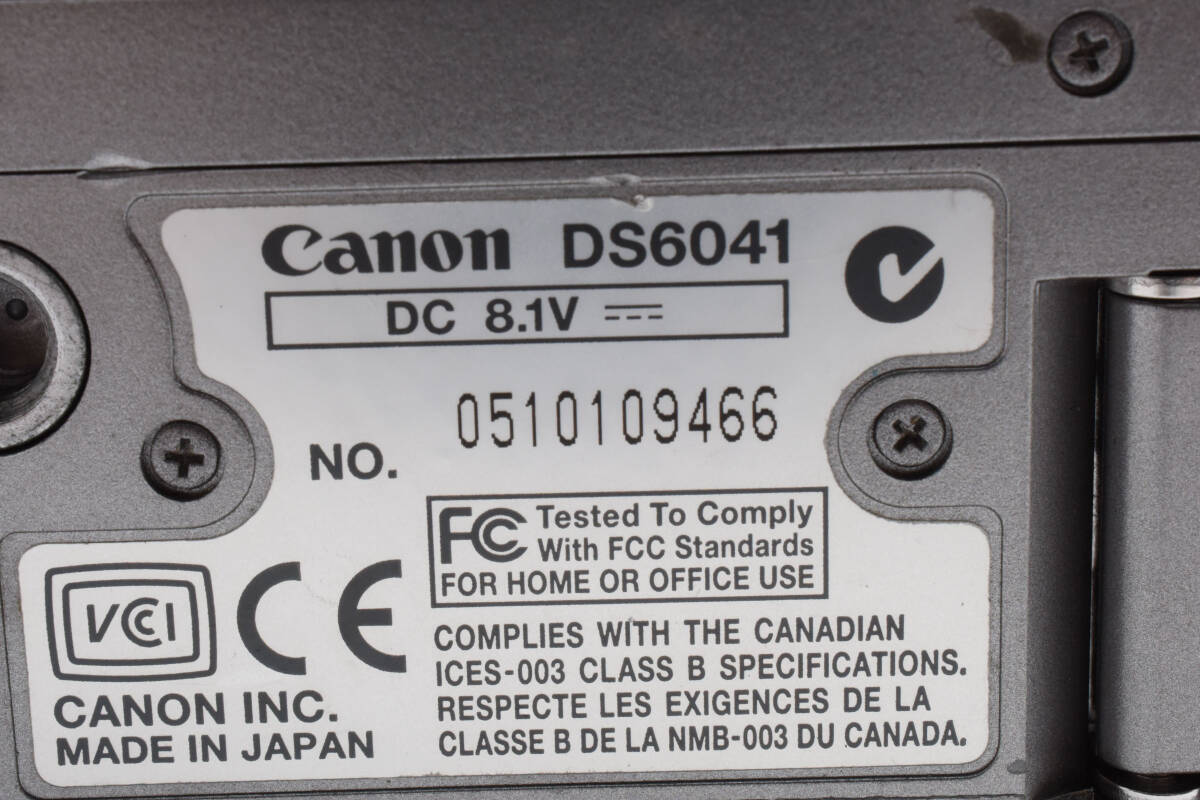 Canon DS6041
DC 8.1V
NO. 0510109466
FC Tested To Comply
With FCC Standards
FOR HOME OR OFFICE USE
VCCI CE
COMPLIES WITH THE CANADIAN
ICES-003 CLASS B SPECIFICATIONS.
RESPECTE LES EXIGENCES DE LA
CLASSE B DE LA NMB-003 DU CANADA.
CANON INC.
MADE IN JAPAN